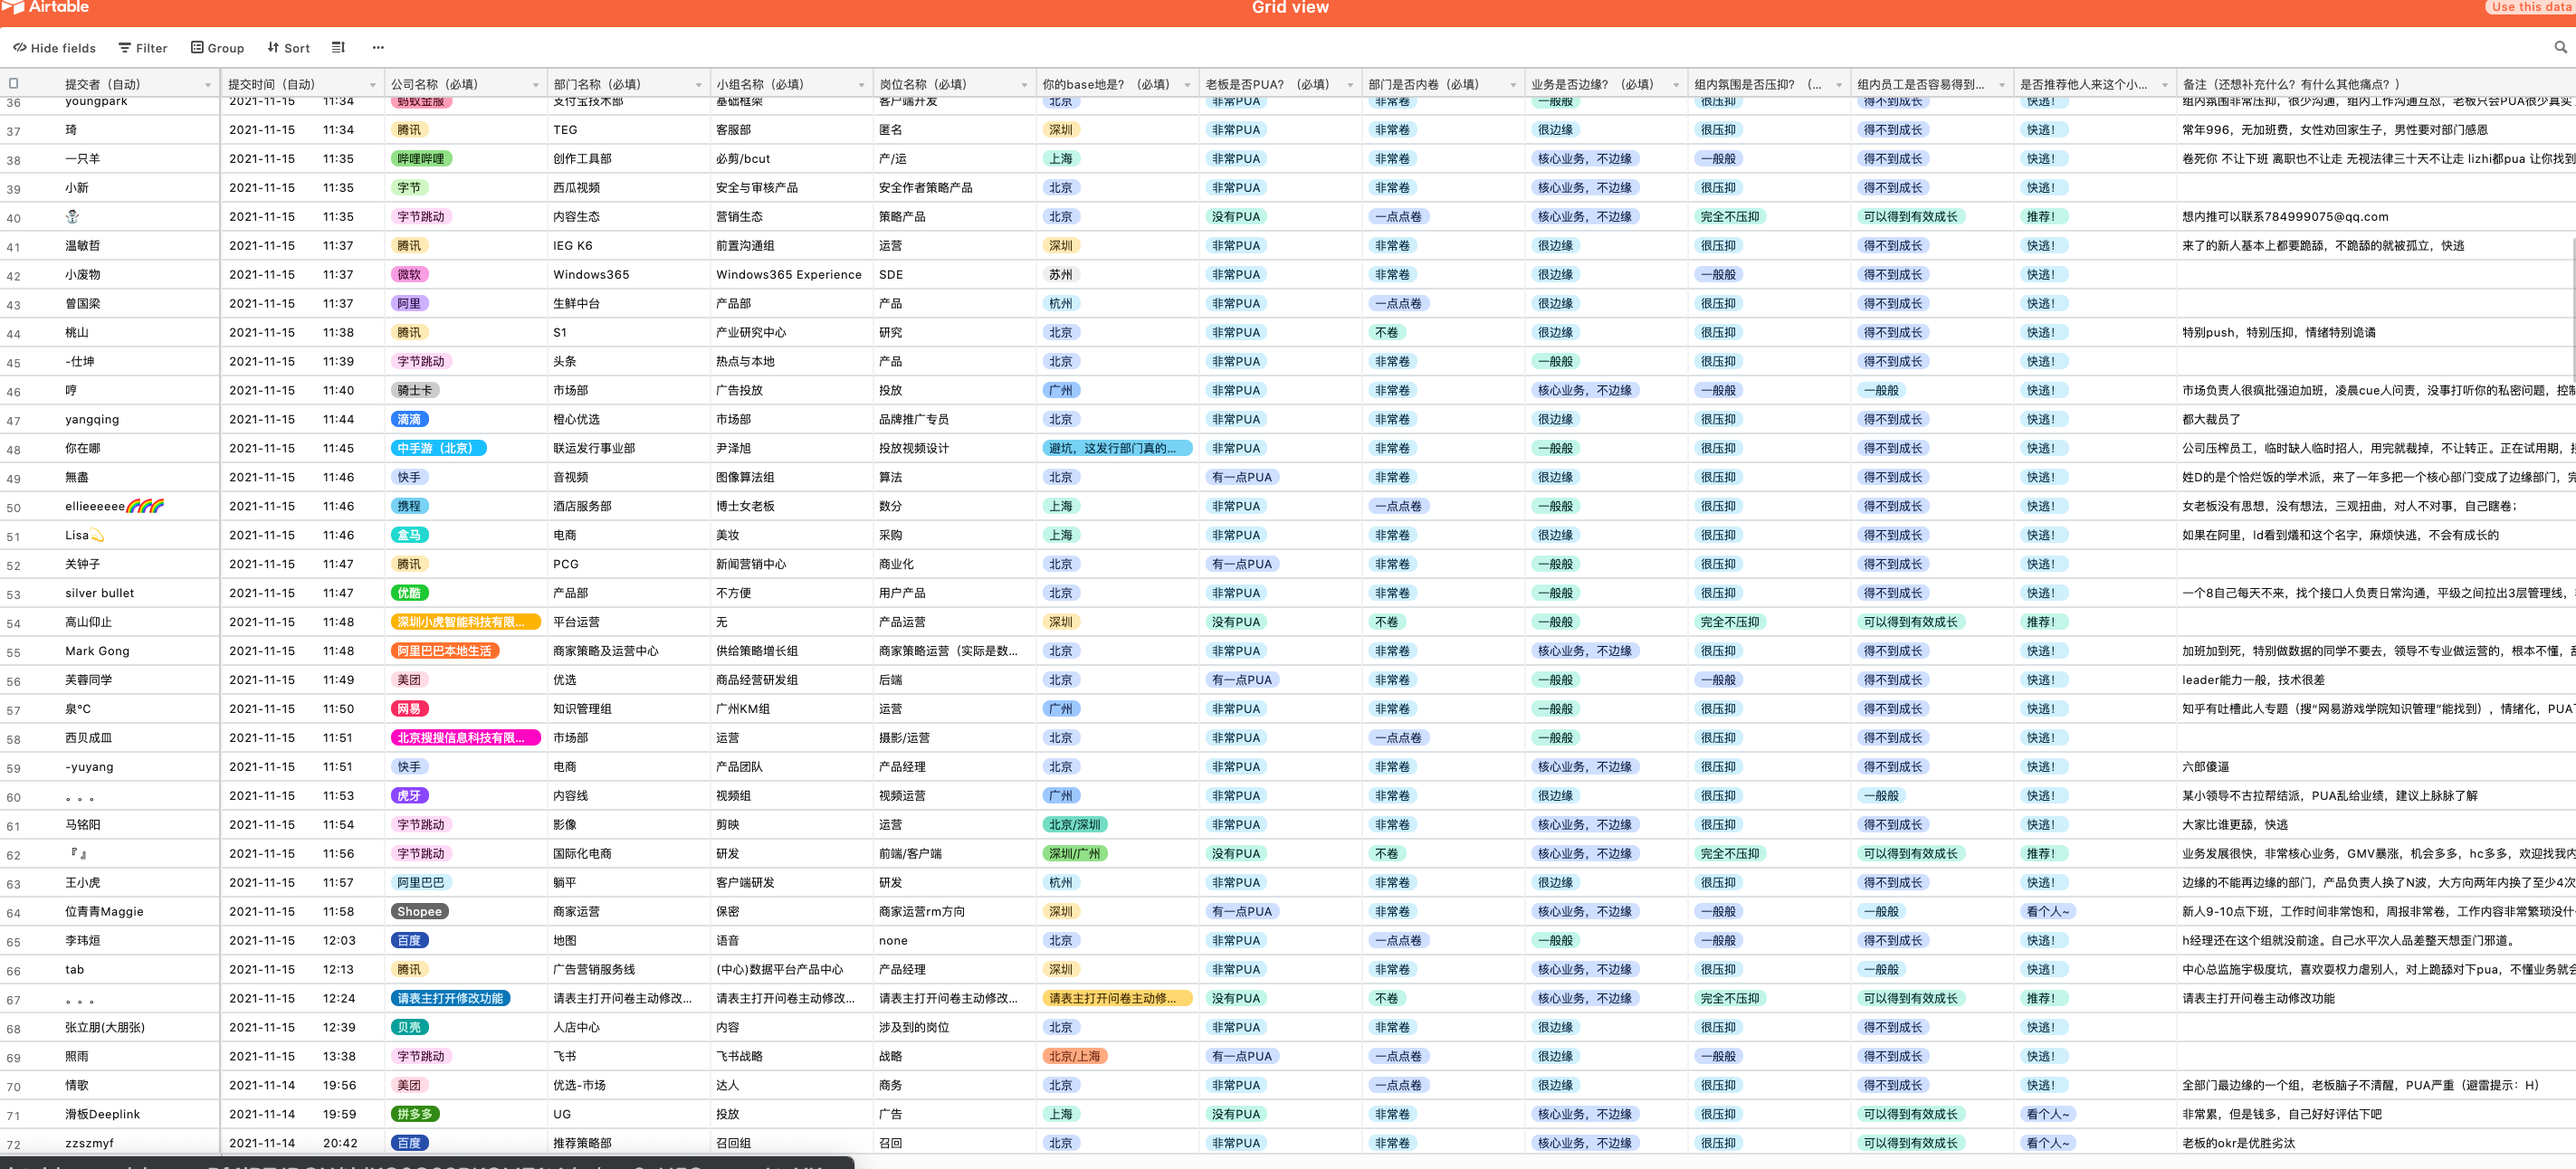 Airtable
Grid view
Use this data
Hide fields Filter Group Sort ...
提交者（自动） 提交时间（自动） 公司名称（必填） 部门名称（必填） 小组名称（必填） 岗位名称（必填） 你的base地是？（必填） 老板是否PUA？（必填） 部门是否内卷（必填） 业务是否边缘？（必填） 组内氛围是否压抑？（... 组内员工是否容易得到... 是否推荐他人来这个小... 备注（还想补充什么？有什么其他痛点？）
36 youngpark 2021-11-15 11:34 蚂蚁金服 支付宝技术部 基础框架 客户端开发 北京 非常PUA 非常卷 一般般 很压抑 得不到成长 快逃！ 组内氛围非常压抑，很少沟通，组内工作沟通互怼，老板只会PUA很少真实
37 琦 2021-11-15 11:34 腾讯 TEG 客服部 匿名 深圳 非常PUA 非常卷 很边缘 很压抑 得不到成长 快逃！ 常年996，无加班费，女性劝回家生子，男性要对部门感恩
38 一只羊 2021-11-15 11:35 哔哩哔哩 创作工具部 必剪/bcut 产/运 上海 非常PUA 非常卷 核心业务，不边缘 一般般 得不到成长 快逃！ 卷死你 不让下班 离职也不让走 无视法律三十天不让走 lizhi都pua 让你找到
39 小新 2021-11-15 11:35 字节 西瓜视频 安全与审核产品 安全作者策略产品 北京 非常PUA 非常卷 核心业务，不边缘 很压抑 得不到成长 快逃！
40 2021-11-15 11:35 字节跳动 内容生态 营销生态 策略产品 北京 没有PUA 一点点卷 核心业务，不边缘 完全不压抑 可以得到有效成长 推荐！ 想内推可以联系784999075@qq.com
41 温敏哲 2021-11-15 11:37 腾讯 IEG K6 前置沟通组 运营 深圳 非常PUA 非常卷 很边缘 很压抑 得不到成长 快逃！ 来了的新人基本上都要跪舔，不跪舔的就被孤立，快逃
42 小废物 2021-11-15 11:37 微软 Windows365 Windows365 Experience SDE 苏州 非常PUA 非常卷 很边缘 一般般 得不到成长 快逃！
43 曾国梁 2021-11-15 11:37 阿里 生鲜中台 产品部 产品 杭州 非常PUA 一点点卷 很边缘 很压抑 得不到成长 快逃！
44 桃山 2021-11-15 11:38 腾讯 S1 产业研究中心 研究 北京 非常PUA 不卷 很边缘 很压抑 得不到成长 快逃！ 特别push，特别压抑，情绪特别诡谲
45 -仕坤 2021-11-15 11:39 字节跳动 头条 热点与本地 产品 北京 非常PUA 非常卷 一般般 很压抑 得不到成长 快逃！
46 哼 2021-11-15 11:40 骑士卡 市场部 广告投放 投放 广州 非常PUA 非常卷 核心业务，不边缘 一般般 一般般 快逃！ 市场负责人很疯批强迫加班，凌晨cue人问责，没事打听你的私密问题，控制
47 yangqing 2021-11-15 11:44 滴滴 橙心优选 市场部 品牌推广专员 北京 非常PUA 非常卷 很边缘 很压抑 得不到成长 快逃！ 都大裁员了
48 你在哪 2021-11-15 11:45 中手游（北京） 联运发行事业部 尹泽旭 投放视频设计 避坑，这发行部门真的... 非常PUA 非常卷 一般般 很压抑 得不到成长 快逃！ 公司压榨员工，临时缺人临时招人，用完就裁掉，不让转正。正在试用期，
49 無盡 2021-11-15 11:46 快手 音视频 图像算法组 算法 北京 有一点PUA 非常卷 很边缘 很压抑 得不到成长 快逃！ 姓D的是个恰烂饭的学术派，来了一年多把一个核心部门变成了边缘部门，
50 ellieeeeee🌈🌈🌈 2021-11-15 11:46 携程 酒店服务部 博士女老板 数分 上海 非常PUA 一点点卷 一般般 很压抑 得不到成长 快逃！ 女老板没有思想，没有想法，三观扭曲，对人不对事，自己瞎卷；
51 Lisa💫 2021-11-15 11:46 盒马 电商 美妆 采购 上海 非常PUA 非常卷 很边缘 很压抑 得不到成长 快逃！ 如果在阿里，ld看到爔和这个名字，麻烦快逃，不会有成长的
52 关钟子 2021-11-15 11:47 腾讯 PCG 新闻营销中心 商业化 北京 有一点PUA 非常卷 一般般 很压抑 得不到成长 快逃！
53 silver bullet 2021-11-15 11:47 优酷 产品部 不方便 用户产品 北京 非常PUA 非常卷 一般般 很压抑 得不到成长 快逃！ 一个8自己每天不来，找个接口人负责日常沟通，平级之间拉出3层管理线，
54 高山仰止 2021-11-15 11:48 深圳小虎智能科技有限... 平台运营 无 产品运营 深圳 没有PUA 不卷 一般般 完全不压抑 可以得到有效成长 推荐！
55 Mark Gong 2021-11-15 11:48 阿里巴巴本地生活 商家策略及运营中心 供给策略增长组 商家策略运营（实际是数... 北京 非常PUA 非常卷 核心业务，不边缘 很压抑 得不到成长 快逃！ 加班加到死，特别做数据的同学不要去，领导不专业做运营的，根本不懂，
56 芙蓉同学 2021-11-15 11:49 美团 优选 商品经营研发组 后端 北京 有一点PUA 非常卷 一般般 一般般 得不到成长 快逃！ leader能力一般，技术很差
57 泉°C 2021-11-15 11:50 网易 知识管理组 广州KM组 运营 广州 非常PUA 非常卷 一般般 很压抑 得不到成长 快逃！ 知乎有吐槽此人专题（搜“网易游戏学院知识管理”能找到），情绪化，PUA
58 西贝成皿 2021-11-15 11:51 北京搜搜信息科技有限... 市场部 运营 摄影/运营 北京 非常PUA 一点点卷 一般般 很压抑 得不到成长 快逃！
59 -yuyang 2021-11-15 11:51 快手 电商 产品团队 产品经理 北京 非常PUA 非常卷 核心业务，不边缘 很压抑 得不到成长 快逃！ 六郎傻逼
60 。。。 2021-11-15 11:53 虎牙 内容线 视频组 视频运营 广州 非常PUA 非常卷 很边缘 很压抑 一般般 快逃！ 某小领导不古拉帮结派，PUA乱给业绩，建议上脉脉了解
61 马铭阳 2021-11-15 11:54 字节跳动 影像 剪映 运营 北京/深圳 非常PUA 非常卷 核心业务，不边缘 很压抑 得不到成长 快逃！ 大家比谁更舔，快逃
62 『 』 2021-11-15 11:56 字节跳动 国际化电商 研发 前端/客户端 深圳/广州 没有PUA 不卷 核心业务，不边缘 完全不压抑 可以得到有效成长 推荐！ 业务发展很快，非常核心业务，GMV暴涨，机会多多，hc多多，欢迎找我内
63 王小虎 2021-11-15 11:57 阿里巴巴 躺平 客户端研发 研发 杭州 非常PUA 非常卷 很边缘 很压抑 得不到成长 快逃！ 边缘的不能再边缘的部门，产品负责人换了N波，大方向两年内换了至少4次
64 位青青Maggie 2021-11-15 11:58 Shopee 商家运营 保密 商家运营rm方向 深圳 有一点PUA 非常卷 核心业务，不边缘 一般般 一般般 看个人~ 新人9-10点下班，工作时间非常饱和，周报非常卷，工作内容非常繁琐没什
65 李玮烜 2021-11-15 12:03 百度 地图 语音 none 北京 非常PUA 一点点卷 一般般 一般般 得不到成长 快逃！ h经理还在这个组就没前途。自己水平次人品差整天想歪门邪道。
66 tab 2021-11-15 12:13 腾讯 广告营销服务线 (中心)数据平台产品中心 产品经理 深圳 非常PUA 非常卷 核心业务，不边缘 很压抑 一般般 快逃！ 中心总监施宇极度坑，喜欢耍权力虐别人，对上跪舔对下pua，不懂业务就会
67 。。。 2021-11-15 12:24 请表主打开修改功能 请表主打开问卷主动修改... 请表主打开问卷主动修改... 请表主打开问卷主动修改... 请表主打开问卷主动修... 没有PUA 不卷 核心业务，不边缘 完全不压抑 可以得到有效成长 推荐！ 请表主打开问卷主动修改功能
68 张立朋(大朋张) 2021-11-15 12:39 贝壳 人店中心 内容 涉及到的岗位 北京 非常PUA 非常卷 很边缘 很压抑 得不到成长 快逃！
69 照雨 2021-11-15 13:38 字节跳动 飞书 飞书战略 战略 北京/上海 有一点PUA 一点点卷 很边缘 一般般 得不到成长 快逃！
70 情歌 2021-11-14 19:56 美团 优选-市场 达人 商务 北京 非常PUA 一点点卷 很边缘 很压抑 得不到成长 快逃！ 全部门最边缘的一个组，老板脑子不清醒，PUA严重（避雷提示：H）
71 滑板Deeplink 2021-11-14 19:59 拼多多 UG 投放 广告 上海 没有PUA 非常卷 核心业务，不边缘 很压抑 可以得到有效成长 看个人~ 非常累，但是钱多，自己好好评估下吧
72 zzszmyf 2021-11-14 20:42 百度 推荐策略部 召回组 召回 北京 非常PUA 非常卷 核心业务，不边缘 很压抑 可以得到有效成长 看个人~ 老板的okr是优胜劣汰